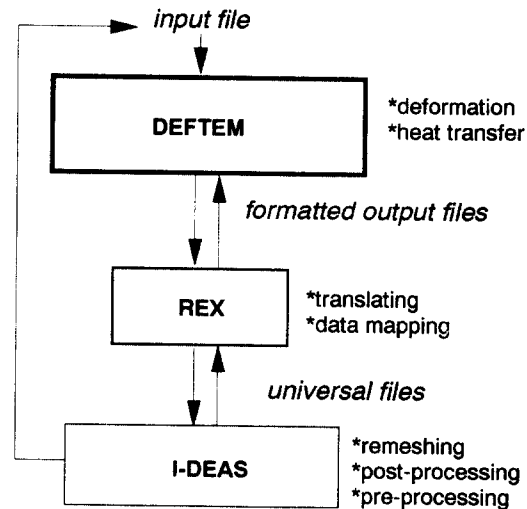 input file
DEFTEM
*deformation
*heat transfer
formatted output files
REX
*translating
*data mapping
universal files
I-DEAS
*remeshing
*post-processing
*pre-processing